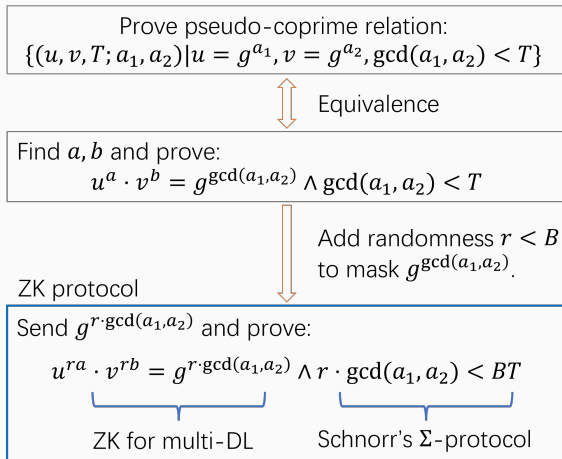 Prove pseudo-coprime relation:
{(u, v, T; a₁, a₂)|u = g^{a₁}, v = g^{a₂}, gcd(a₁, a₂) < T}
Equivalence
Find a, b and prove:
u^a · v^b = g^{gcd(a₁,a₂)} ∧ gcd(a₁, a₂) < T
Add randomness r < B
to mask g^{gcd(a₁,a₂)}.
ZK protocol
Send g^{r·gcd(a₁,a₂)} and prove:
u^{ra} · v^{rb} = g^{r·gcd(a₁,a₂)} ∧ r · gcd(a₁, a₂) < BT
ZK for multi-DL
Schnorr's Σ-protocol